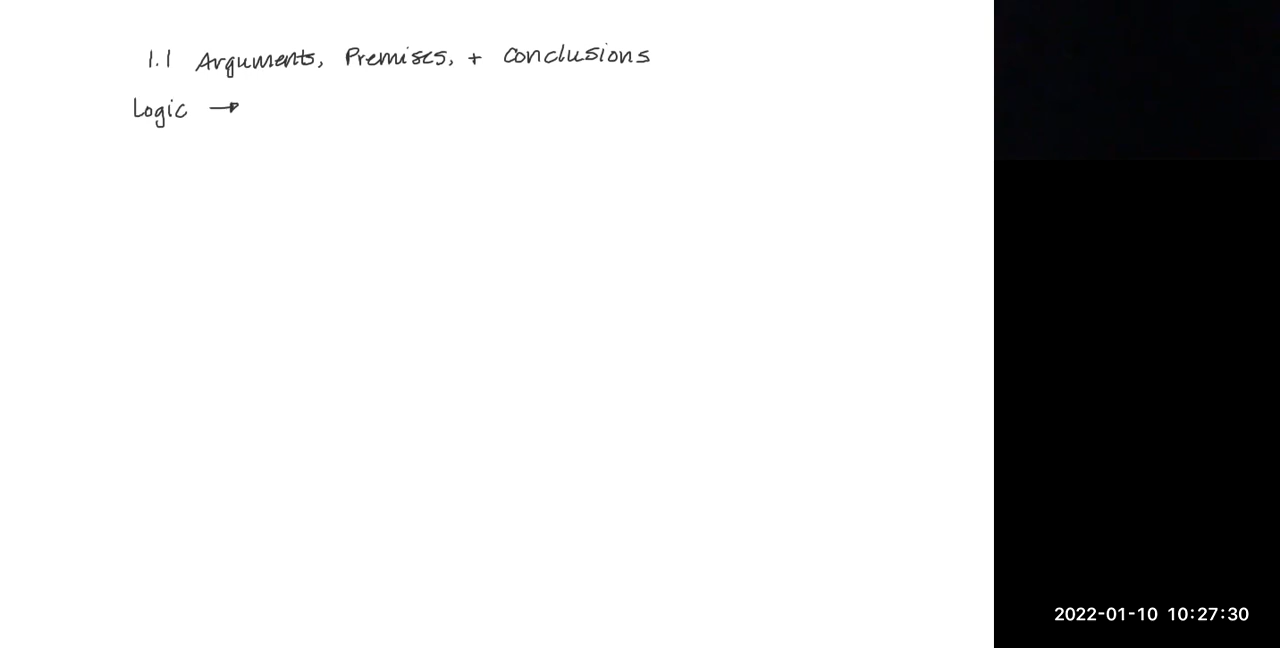 1.1 Arguments, Premises, + Conclusions
Logic →
2022-01-10 10:27:30